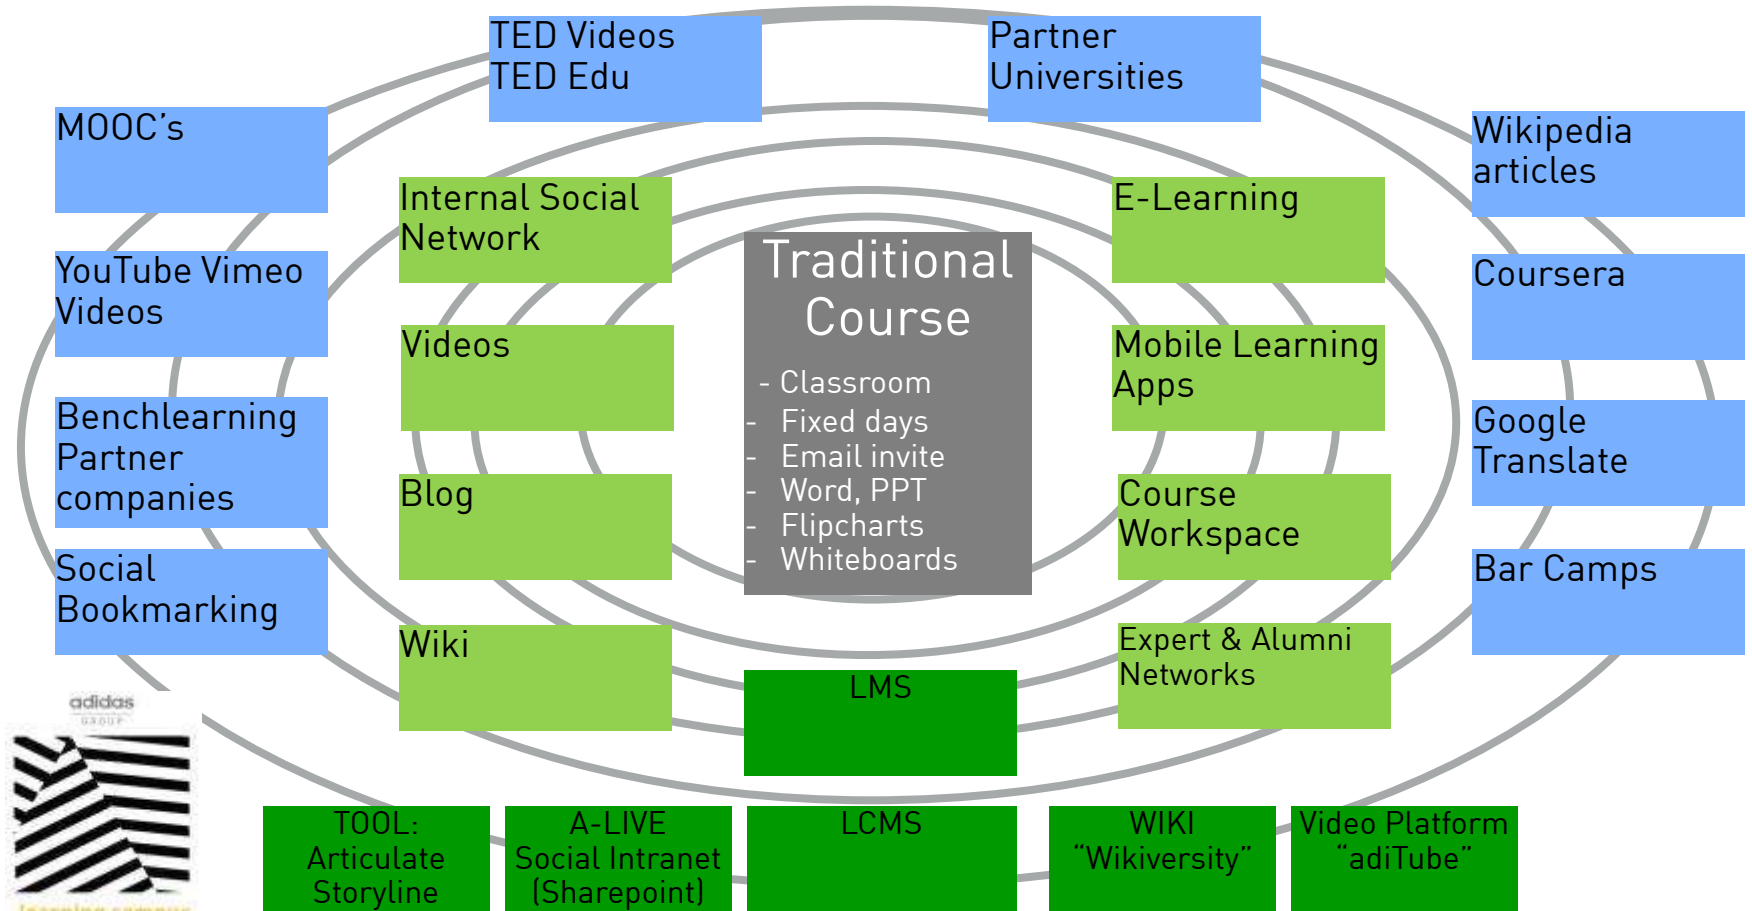 TED Videos
TED Edu
Partner
Universities
MOOC’s
Wikipedia
articles
Internal Social
Network
E-Learning
YouTube Vimeo
Videos
Traditional
Course
- Classroom
- Fixed days
- Email invite
- Word, PPT
- Flipcharts
- Whiteboards
Coursera
Videos
Mobile Learning
Apps
Benchlearning
Partner
companies
Google
Translate
Blog
Course
Workspace
Social
Bookmarking
Bar Camps
Wiki
Expert & Alumni
Networks
LMS
adidas
GROUP
TOOL:
Articulate
Storyline
A-LIVE
Social Intranet
(Sharepoint)
LCMS
WIKI
“Wikiversity”
Video Platform
“adiTube”
learning campus